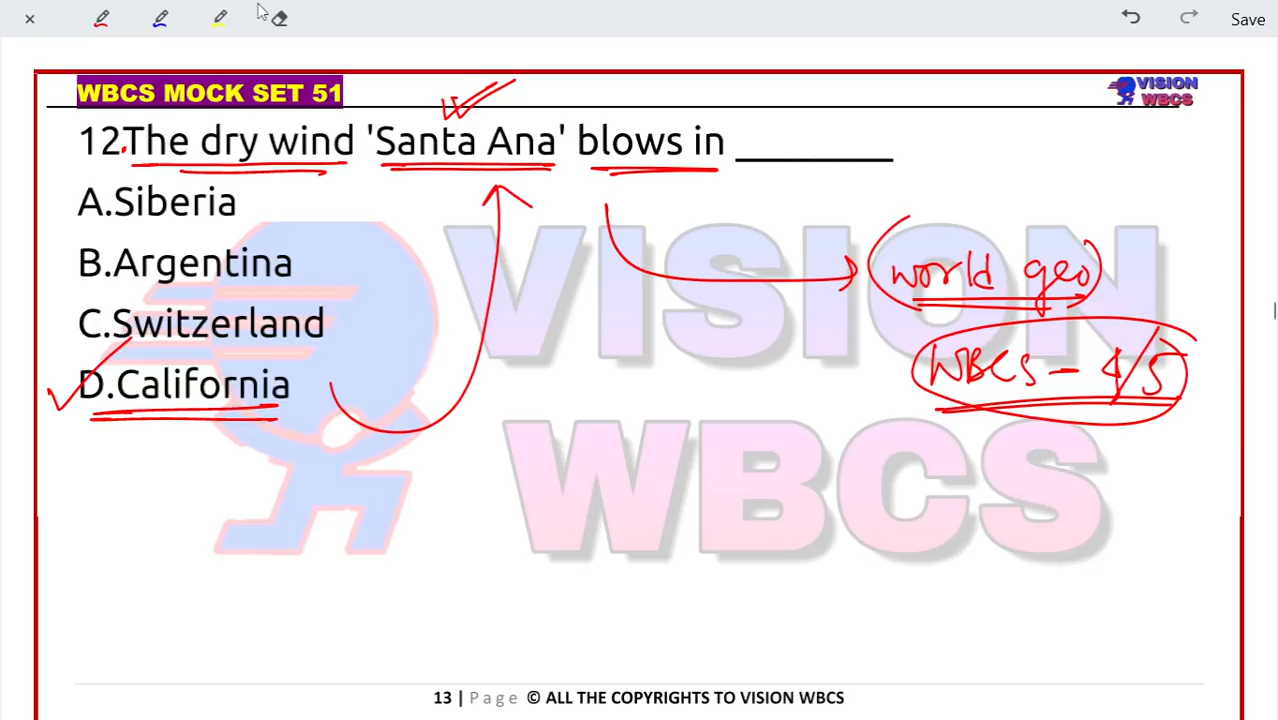 Save
WBCS MOCK SET 51
VISION
WBCS
12.The dry wind 'Santa Ana' blows in __________
A.Siberia
B.Argentina
C.Switzerland
D.California
world geo
WBCS - 4/5
VISION
WBCS
13 | Page © ALL THE COPYRIGHTS TO VISION WBCS